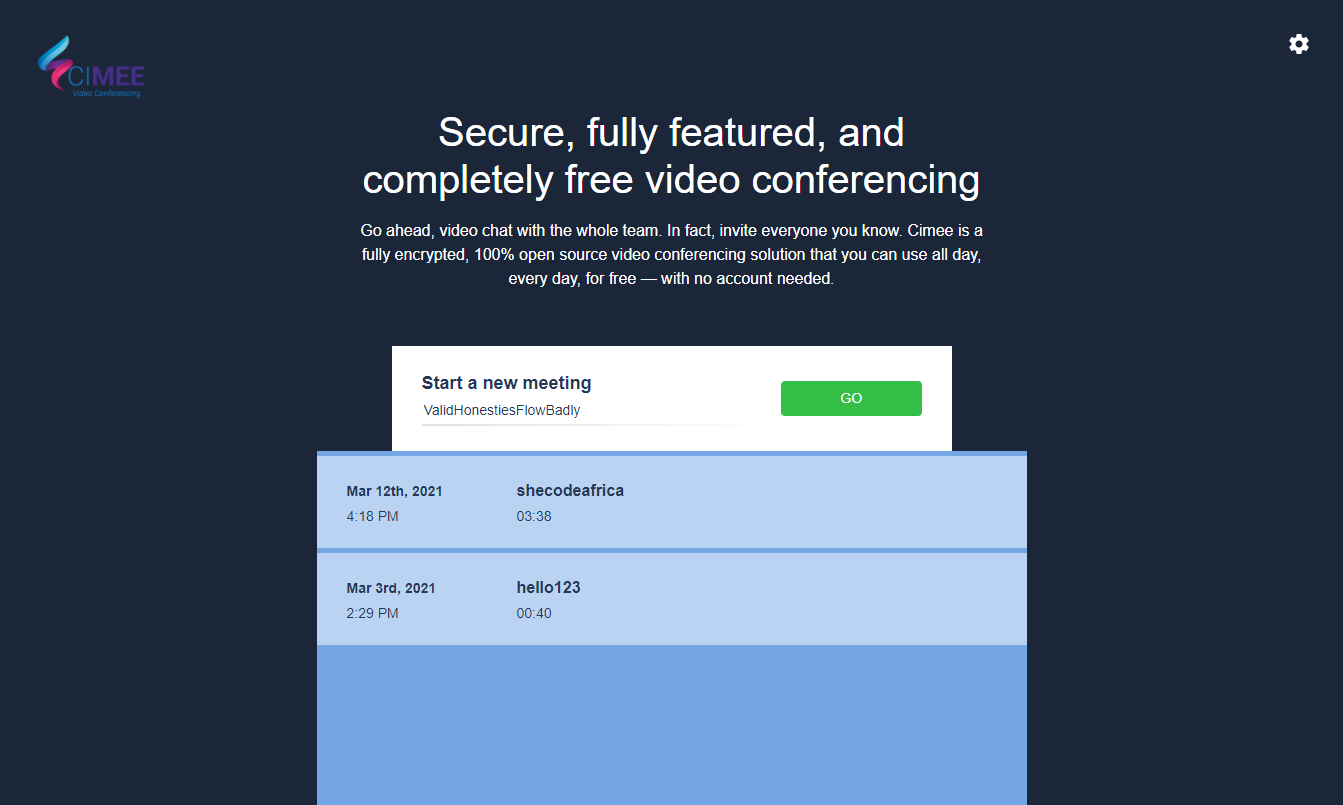 CIMEE
Video Conferencing
Secure, fully featured, and
completely free video conferencing
Go ahead, video chat with the whole team. In fact, invite everyone you know. Cimee is a
fully encrypted, 100% open source video conferencing solution that you can use all day,
every day, for free — with no account needed.
Start a new meeting
ValidHonestiesFlowBadly
GO
Mar 12th, 2021
shecodeafrica
4:18 PM
03:38
Mar 3rd, 2021
hello123
2:29 PM
00:40